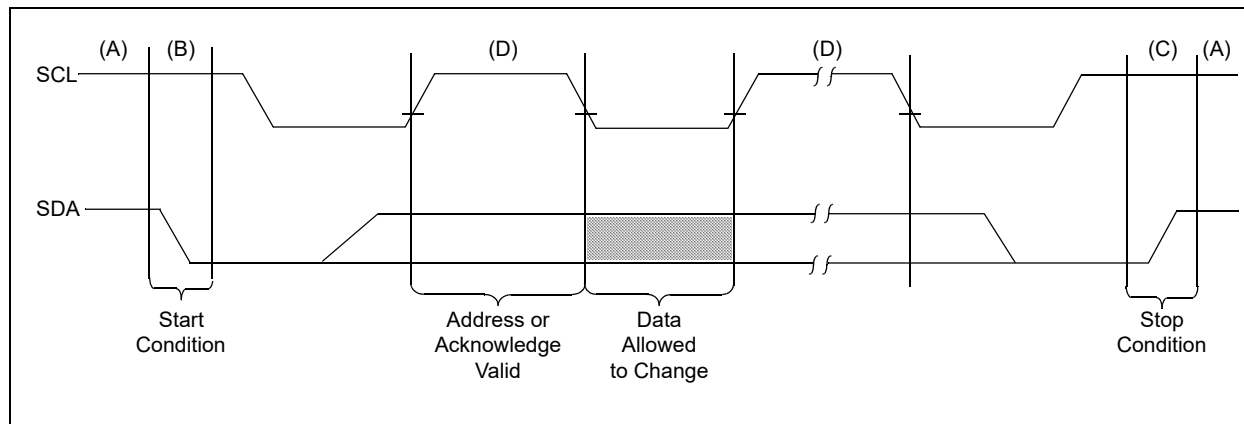 (A) (B) (D) (D) (C) (A)
SCL
SDA
Start
Condition
Address or
Acknowledge
Valid
Data
Allowed
to Change
Stop
Condition